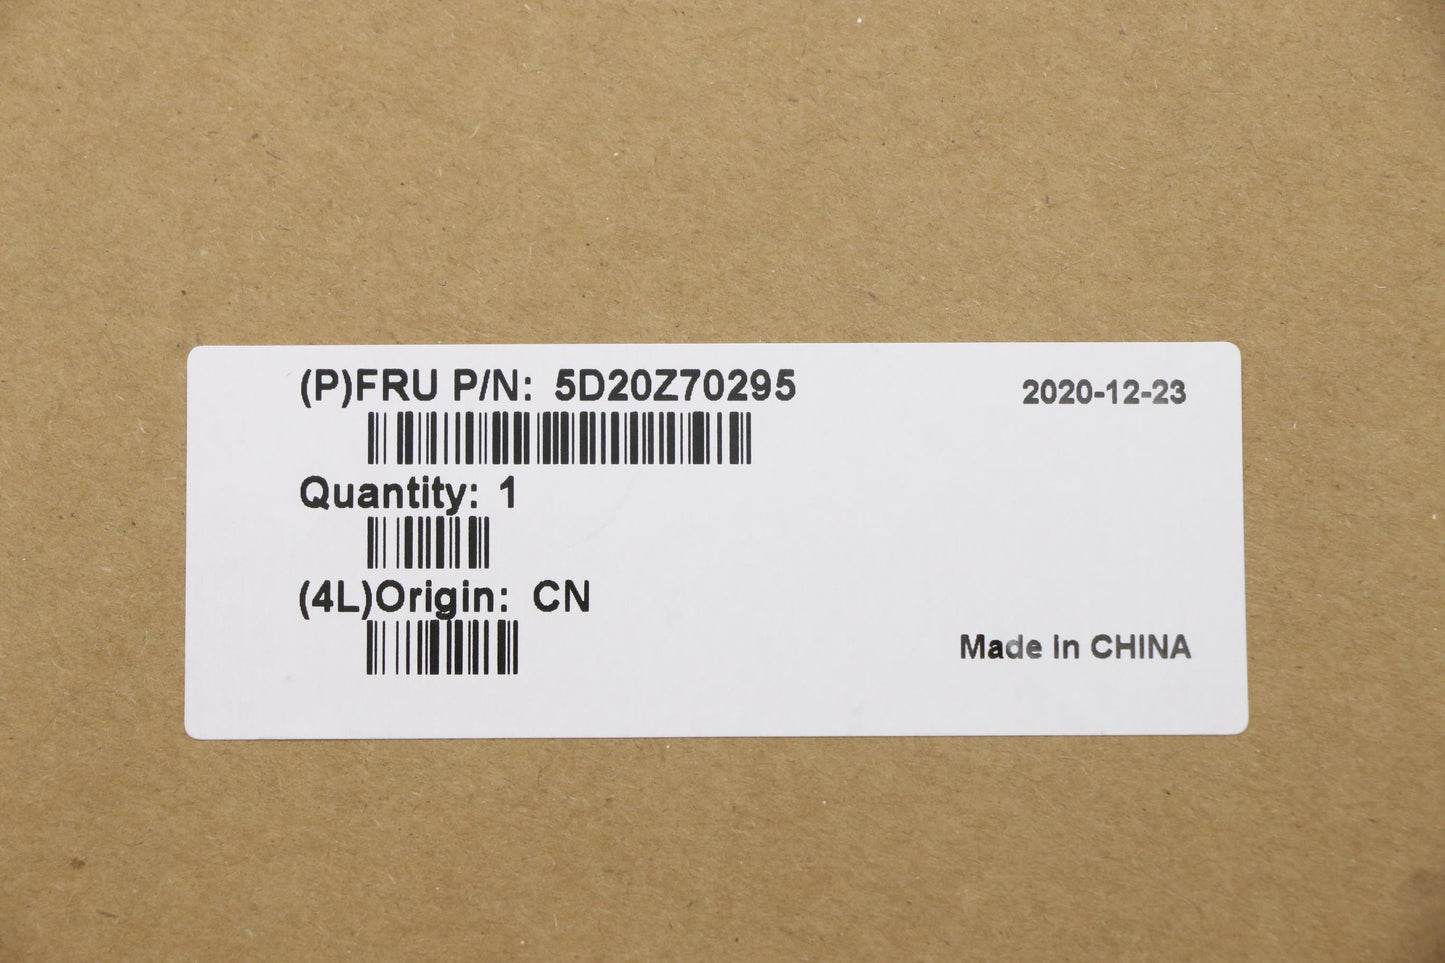 (P)FRU P/N: 5D20Z70295
2020-12-23
Quantity: 1
(4L)Origin: CN
Made in CHINA